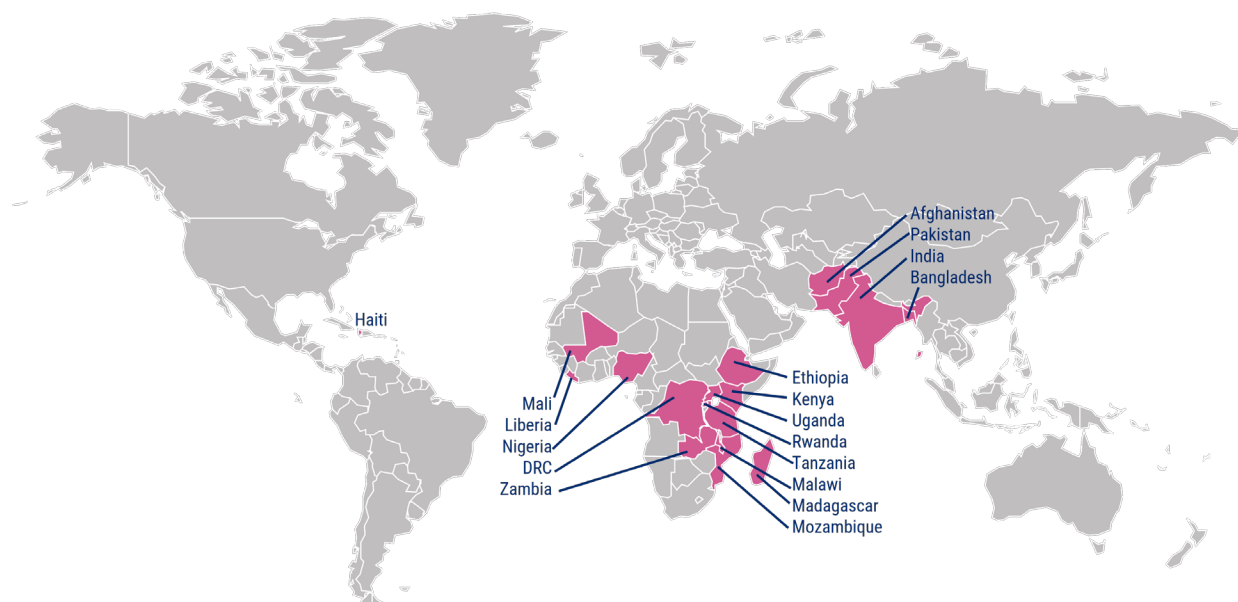 Afghanistan
Pakistan
India
Bangladesh
Haiti
Mali
Liberia
Nigeria
DRC
Zambia
Ethiopia
Kenya
Uganda
Rwanda
Tanzania
Malawi
Madagascar
Mozambique